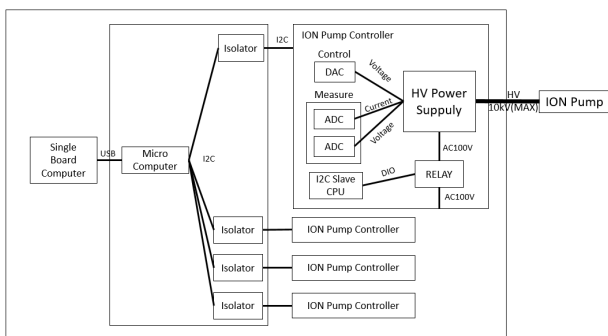 I2C
ION Pump Controller
Isolator
Control
DAC
Voltage
Measure
ADC
Current
ADC
Voltage
HV Power
Suppuly
HV
10kV(MAX)
ION Pump
AC100V
Single
Board
Computer
USB
Micro
Computer
I2C
I2C Slave
CPU
DIO
RELAY
AC100V
Isolator
ION Pump Controller
Isolator
ION Pump Controller
Isolator
ION Pump Controller